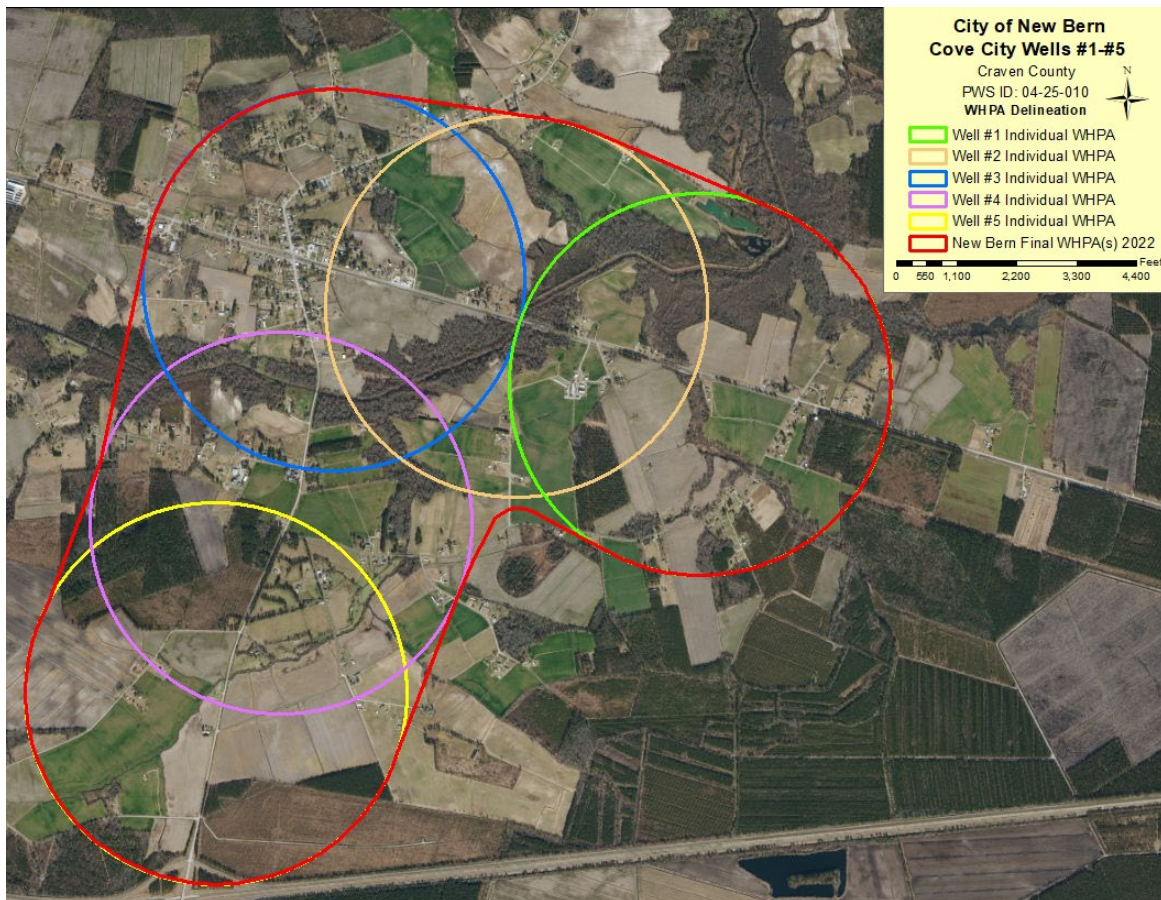 City of New Bern
Cove City Wells #1-#5
Craven County
PWS ID: 04-25-010
WHPA Delineation
N
Well #1 Individual WHPA
Well #2 Individual WHPA
Well #3 Individual WHPA
Well #4 Individual WHPA
Well #5 Individual WHPA
New Bern Final WHPA(s) 2022
Feet
0 550 1,100 2,200 3,300 4,400